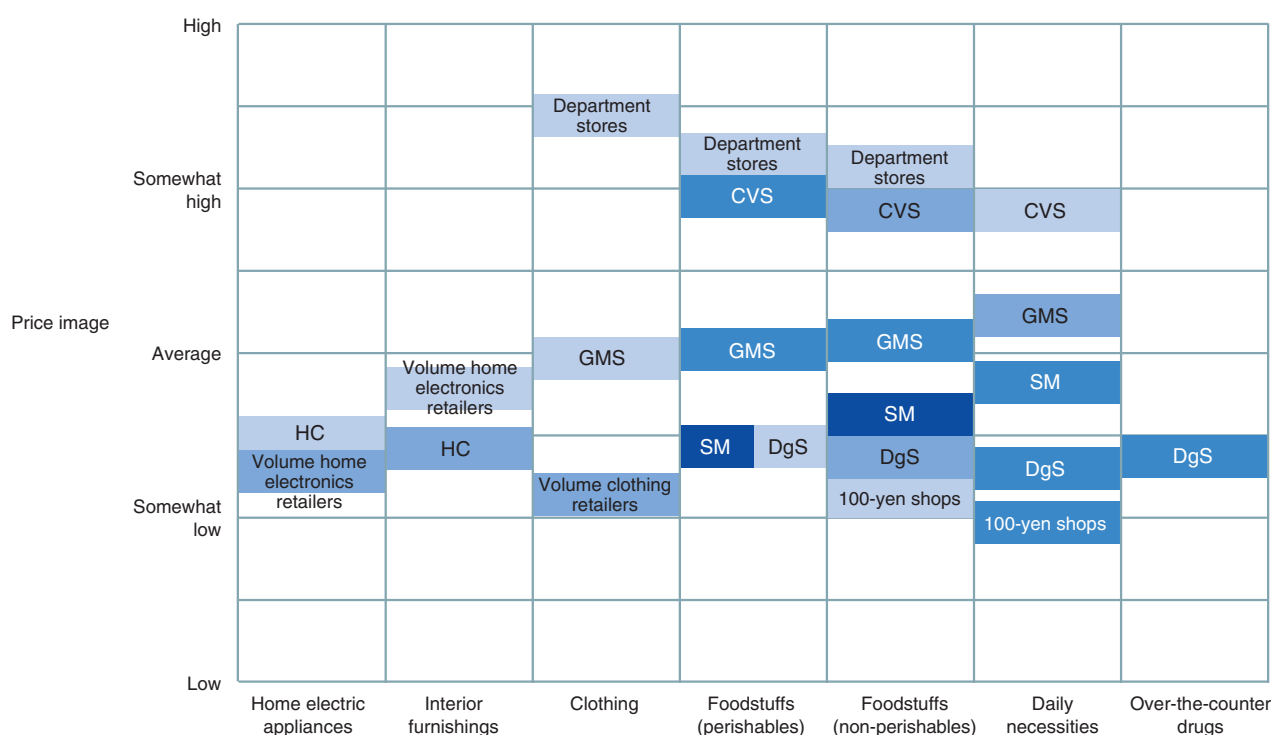 High
Somewhat
high
Price image
Average
Somewhat
low
Low
Department
stores
Department
stores
Department
stores
CVS
CVS
CVS
GMS
GMS
GMS
GMS
Volume home
electronics
retailers
SM
HC
SM
HC
SM
DgS
Volume home
electronics
retailers
DgS
DgS
DgS
Volume clothing
retailers
100-yen shops
100-yen shops
Home electric
appliances
Interior
furnishings
Clothing
Foodstuffs
(perishables)
Foodstuffs
(non-perishables)
Daily
necessities
Over-the-counter
drugs